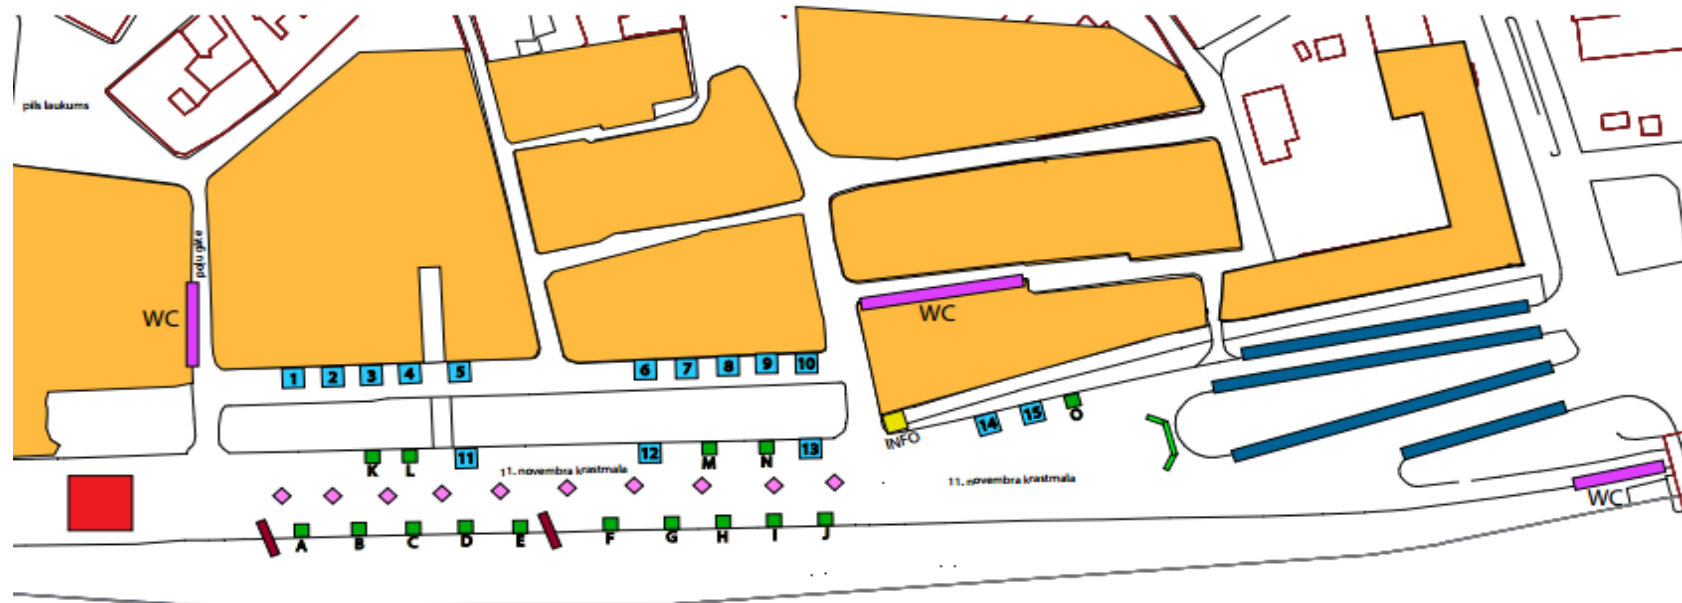 pils laukums
poļu gāte
WC
WC
1 2 3 4 5 6 7 8 9 10
14 15 O
INFO
K L 11 12 M N 13
11. novembra krastmala
11. novembra krastmala
WC
A B C D E F G H I J